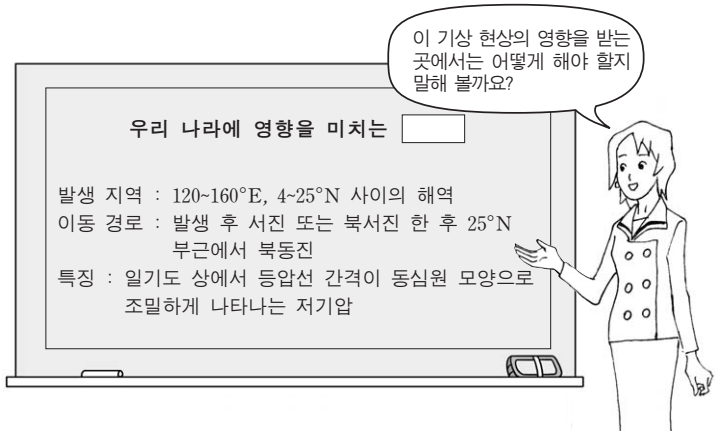 이 기상 현상의 영향을 받는
곳에서는 어떻게 해야 할지
말해 볼까요?
우리 나라에 영향을 미치는
발생 지역 : 120~160°E, 4~25°N 사이의 해역
이동 경로 : 발생 후 서진 또는 북서진 한 후 25°N
부근에서 북동진
특징 : 일기도 상에서 등압선 간격이 동심원 모양으로
조밀하게 나타나는 저기압